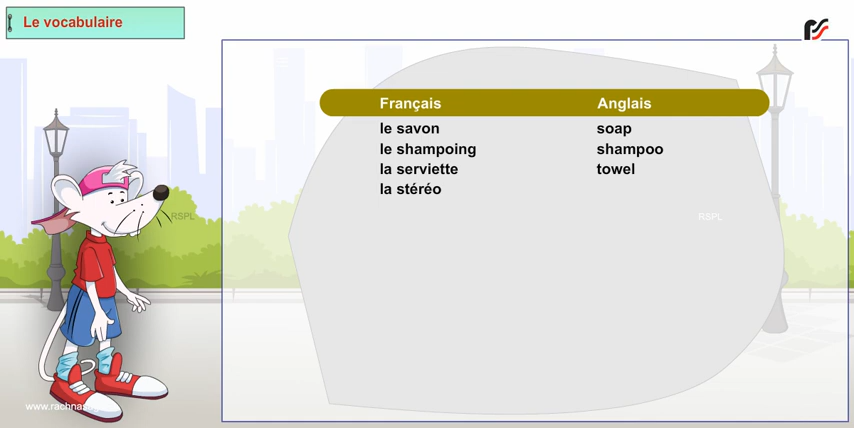 Le vocabulaire
Français Anglais
le savon soap
le shampoing shampoo
la serviette towel
la stéréo
RSPL
RSPL